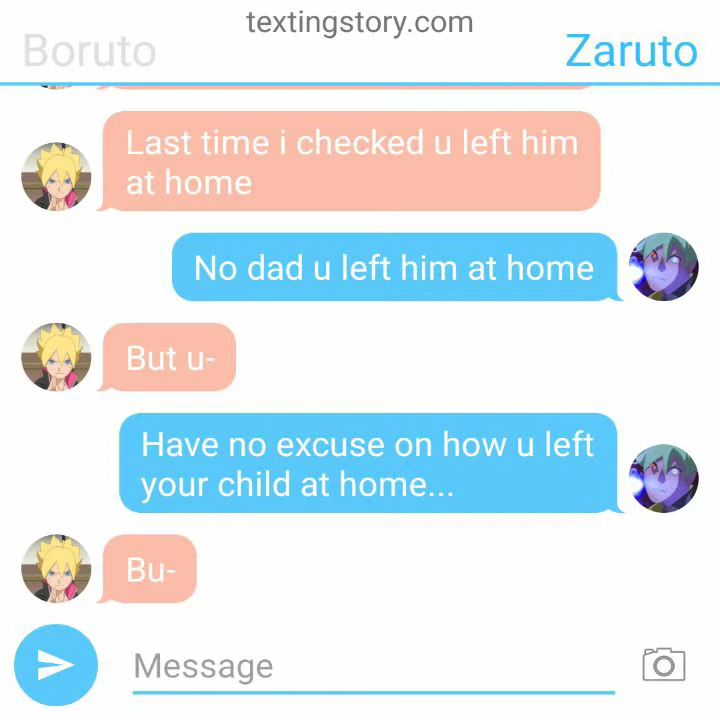 textingstory.com
Boruto
Zaruto
Last time i checked u left him
at home
No dad u left him at home
But u-
Have no excuse on how u left
your child at home...
Bu-
Message